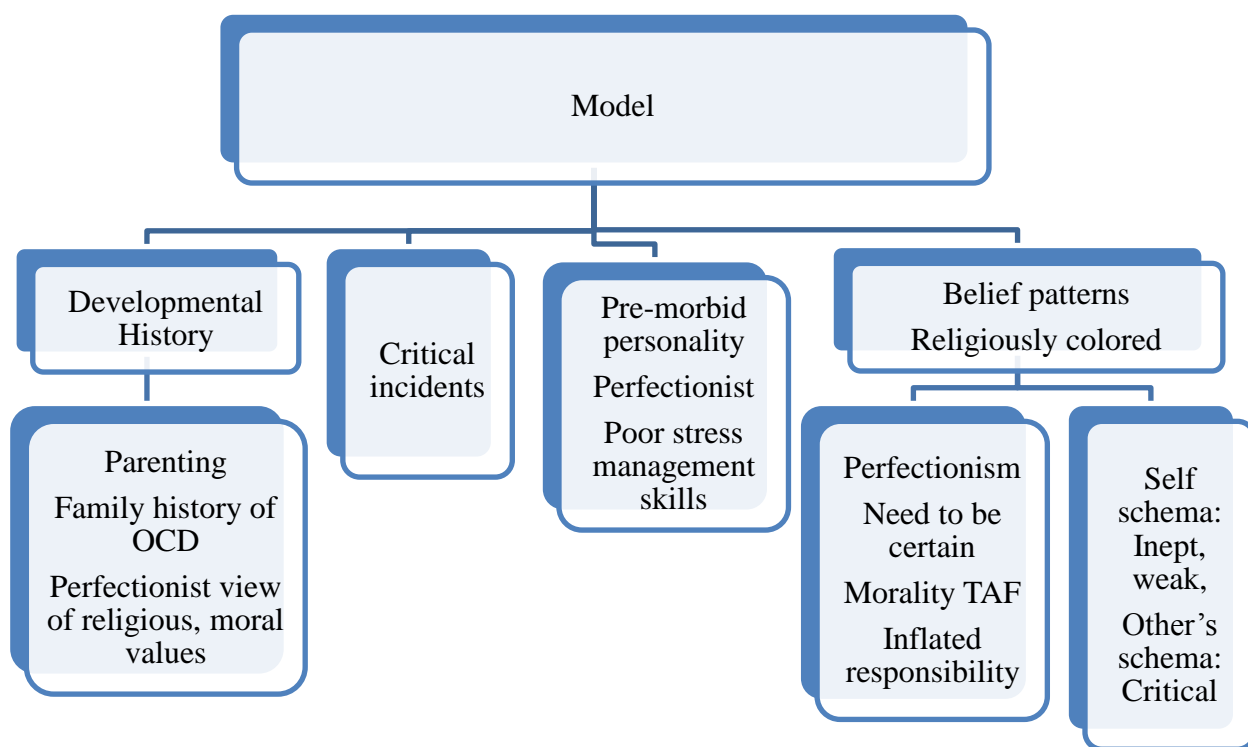 Model
Developmental
History
Critical
incidents
Pre-morbid
personality
Perfectionist
Poor stress
management
skills
Belief patterns
Religiously colored
Parenting
Family history of
OCD
Perfectionist view
of religious, moral
values
Perfectionism
Need to be
certain
Morality TAF
Inflated
responsibility
Self
schema:
Inept,
weak,
Other’s
schema:
Critical